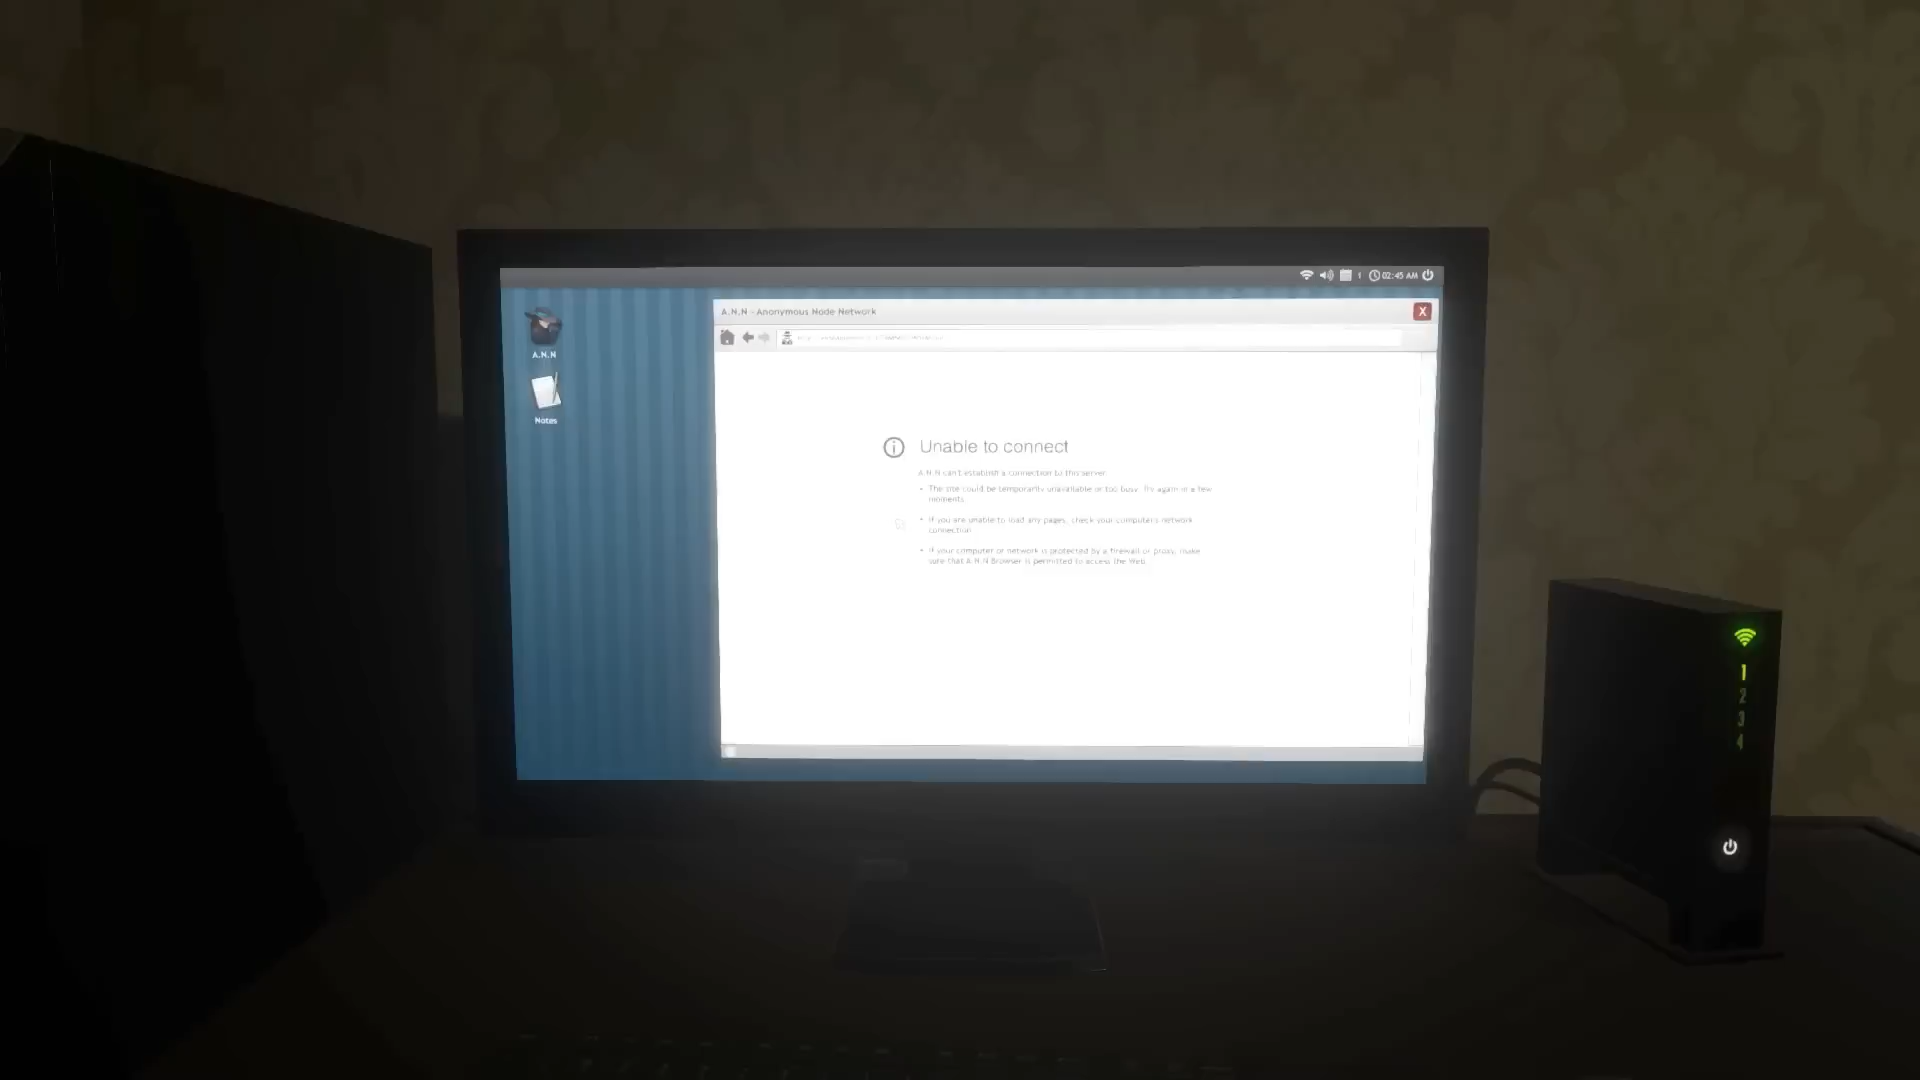 1 02:45 AM
A.N.N - Anonymous Node Network
A.N.N
Notes
Unable to connect
A.N.N can't establish a connection to this server
• The site could be temporarily unavailable or too busy. Try again in a few
moments.
• If you are unable to load any pages, check your computer's network
connection.
• If your computer or network is protected by a firewall or proxy, make
sure that A.N.N Browser is permitted to access the Web.
1
2
3
4